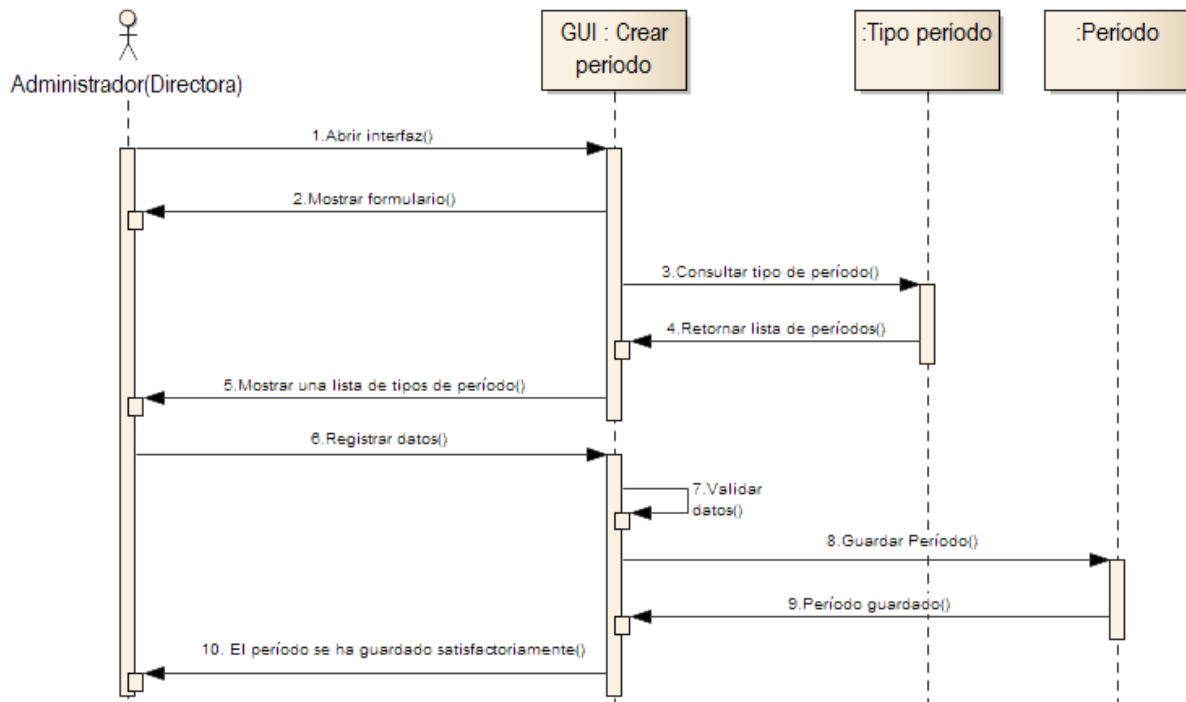 GUI : Crear
período
:Tipo período
:Período
Administrador(Directora)
1.Abrir interfaz()
2.Mostrar formulario()
3.Consultar tipo de período()
4.Retornar lista de períodos()
5.Mostrar una lista de tipos de período()
6.Registrar datos()
7.Validar
datos()
8.Guardar Período()
9.Período guardado()
10. El período se ha guardado satisfactoriamente()